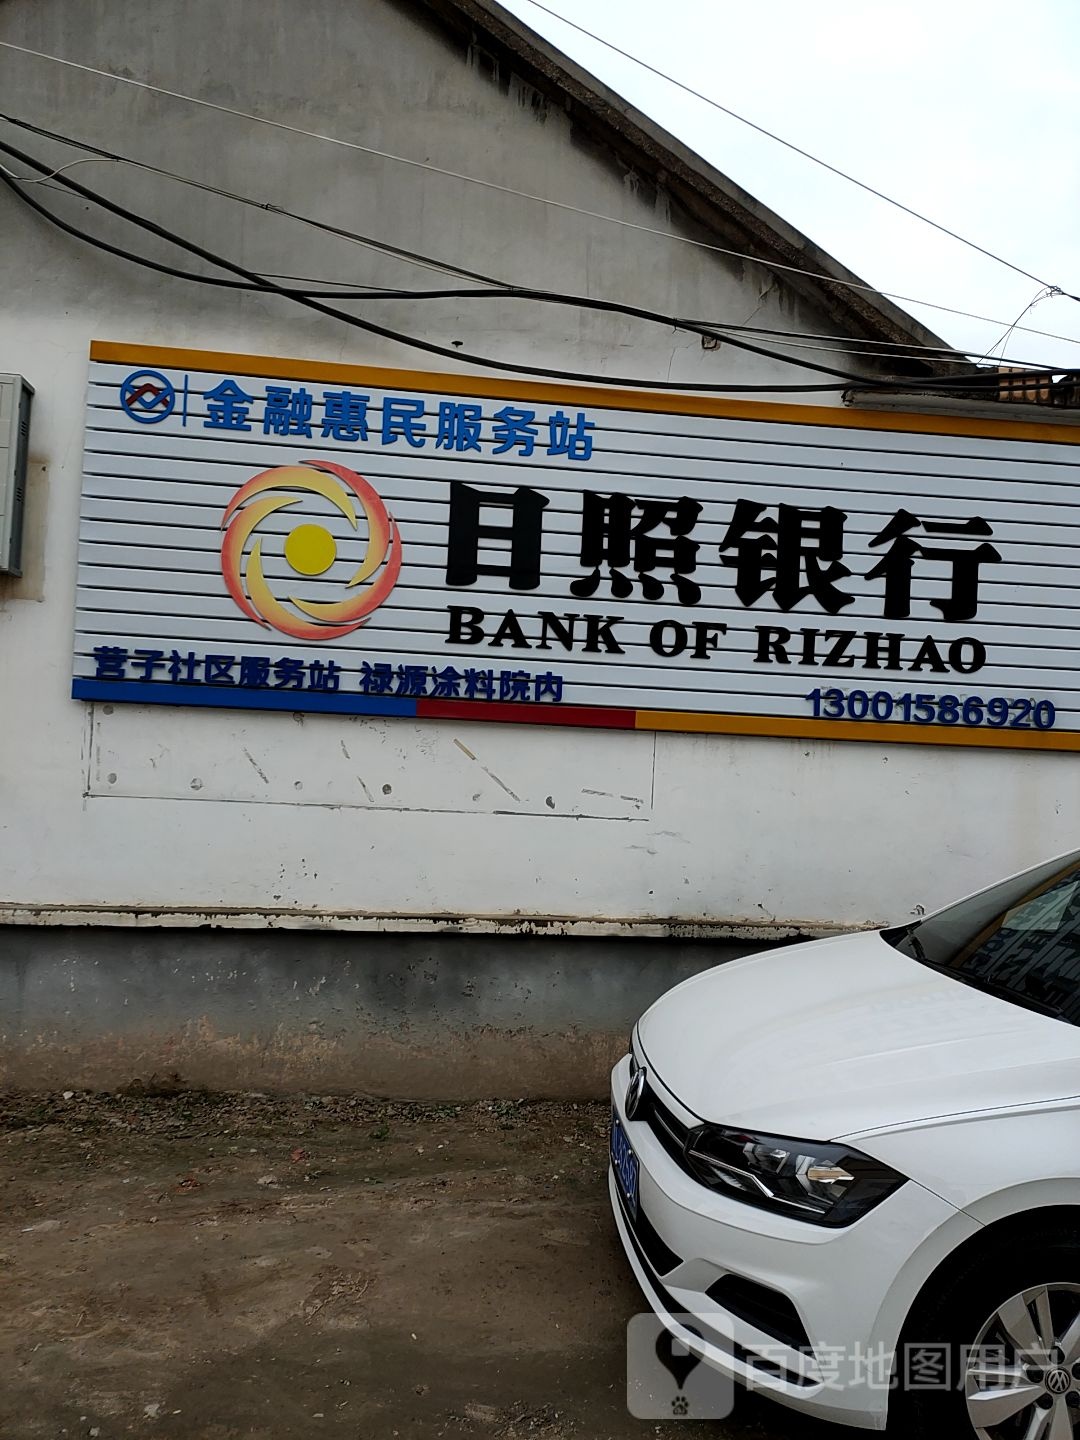 金融惠民服务站
日照银行
BANK OF RIZHAO
营子社区服务站 禄源涂料院内
13001586920
百度地图用户